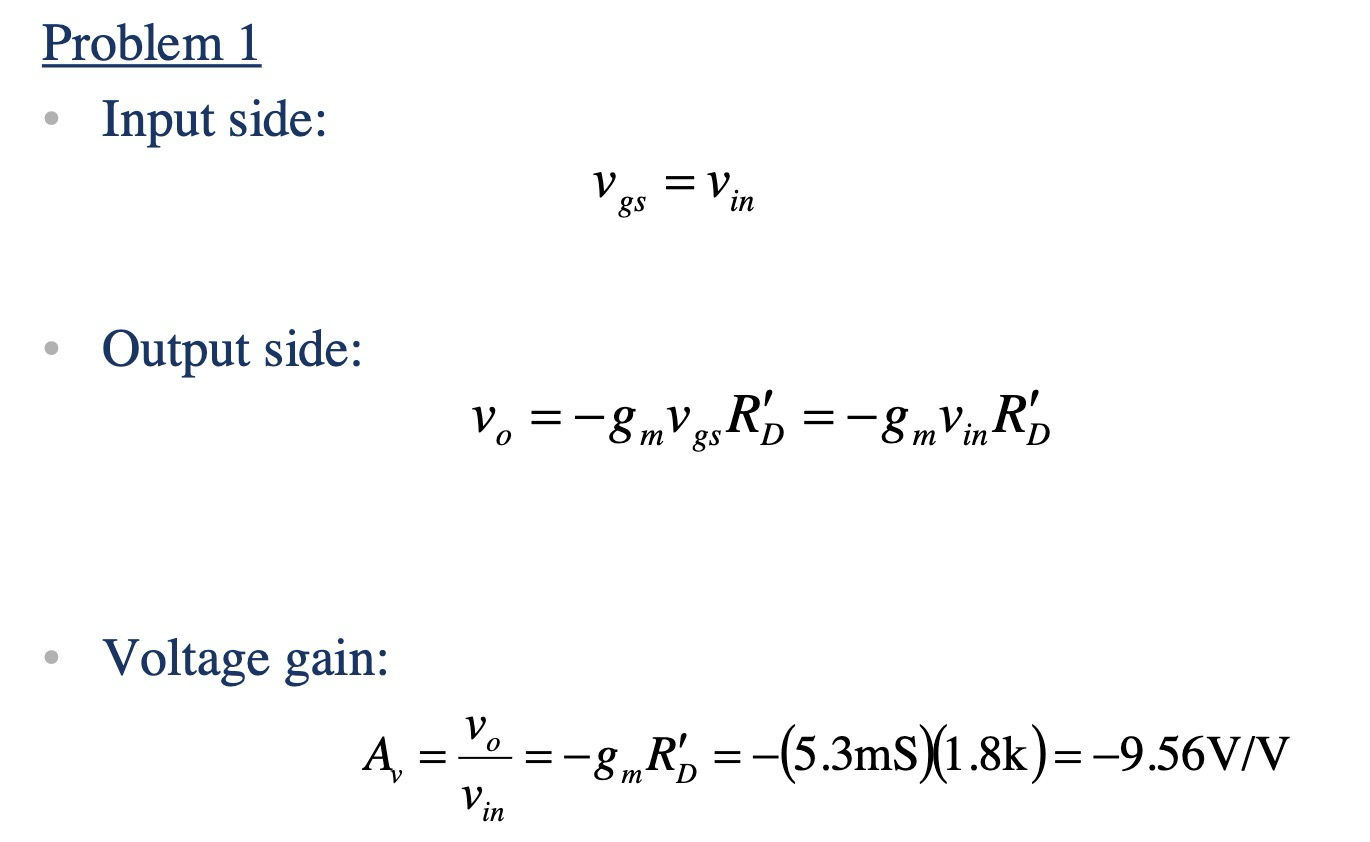 Problem 1
• Input side:
v_gs = v_in
• Output side:
v_o = −g_m v_gs R′_D = −g_m v_in R′_D
• Voltage gain:
A_v = v_o / v_in = −g_m R′_D = −(5.3mS)(1.8k) = −9.56V/V